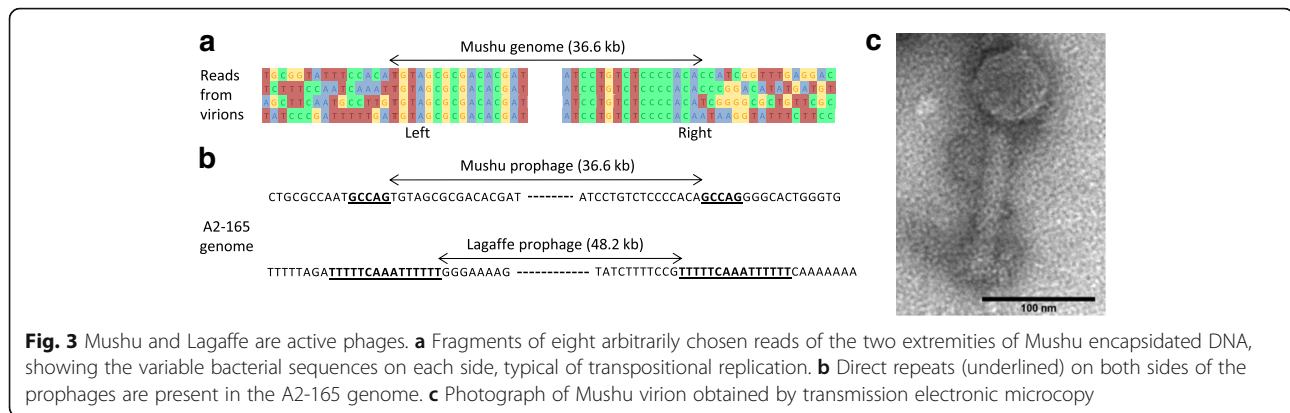 a
Mushu genome (36.6 kb)
c
Reads from virions
TGCGGTATTTCCACATGTAGCGCGACACGAT ATCCTGTCTCCCCACACCATCGGTTTGAGGAC
TCTTTCCAATCAAATTGTAGCGCGACACGAT ATCCTGTCTCCCCACACCCGGACATATGATGT
AGCTTCAATGCCTTGTGTAGCGCGACACGAT ATCCTGTCTCCCCACATCGGGGCGCTGTTCGC
TATCCCGATTTTTGATGTAGCGCGACACGAT ATCCTGTCTCCCCACAATAAGGTATTTCTTCC
Left Right
b
Mushu prophage (36.6 kb)
CTGCGCCAATGCCAGTGTAGCGCGACACGAT -------- ATCCTGTCTCCCCACAGCCAGGGGCACTGGGTG
A2-165 genome
Lagaffe prophage (48.2 kb)
TTTTTAGATTTTTCAAATTTTTTGGGAAAAG ------------ TATCTTTTCCGTTTTTCAAATTTTTTCAAAAAAA
100 nm
Fig. 3 Mushu and Lagaffe are active phages. a Fragments of eight arbitrarily chosen reads of the two extremities of Mushu encapsidated DNA,
showing the variable bacterial sequences on each side, typical of transpositional replication. b Direct repeats (underlined) on both sides of the
prophages are present in the A2-165 genome. c Photograph of Mushu virion obtained by transmission electronic microcopy